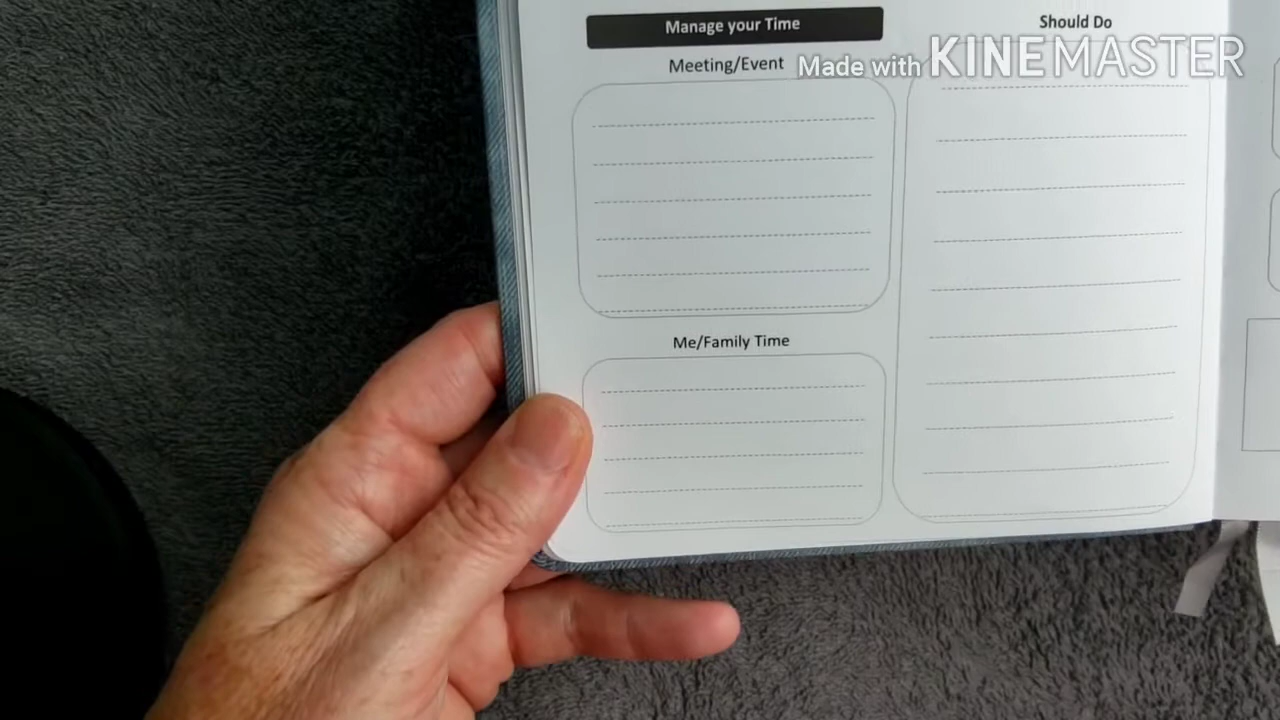 Manage your Time
Meeting/Event
Me/Family Time
Should Do
Made with KINEMASTER